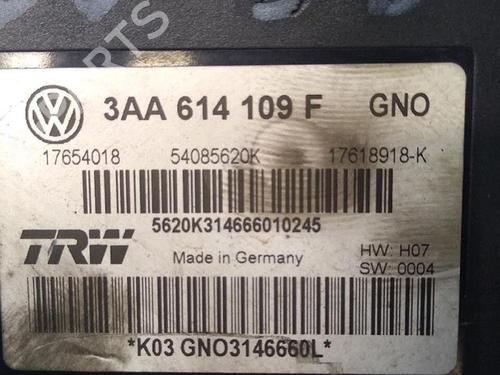 3AA 614 109 F GNO
17654018 54085620K 17618918-K
5620K314666010245
TRW
Made in Germany
HW: H07
SW: 0004
*K03 GNO3146660L*